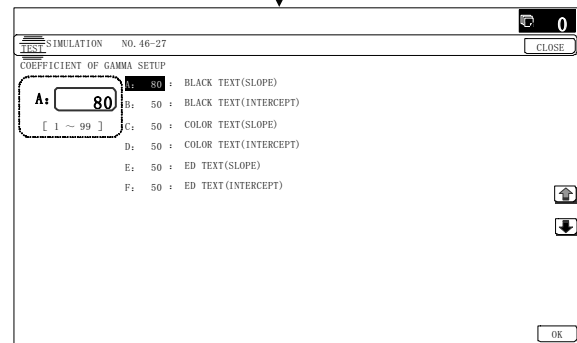 0
TEST SIMULATION NO.46-27
CLOSE
COEFFICIENT OF GAMMA SETUP
A: 80
[ 1 ～ 99 ]
A: 80 : BLACK TEXT(SLOPE)
B: 50 : BLACK TEXT(INTERCEPT)
C: 50 : COLOR TEXT(SLOPE)
D: 50 : COLOR TEXT(INTERCEPT)
E: 50 : ED TEXT(SLOPE)
F: 50 : ED TEXT(INTERCEPT)
OK